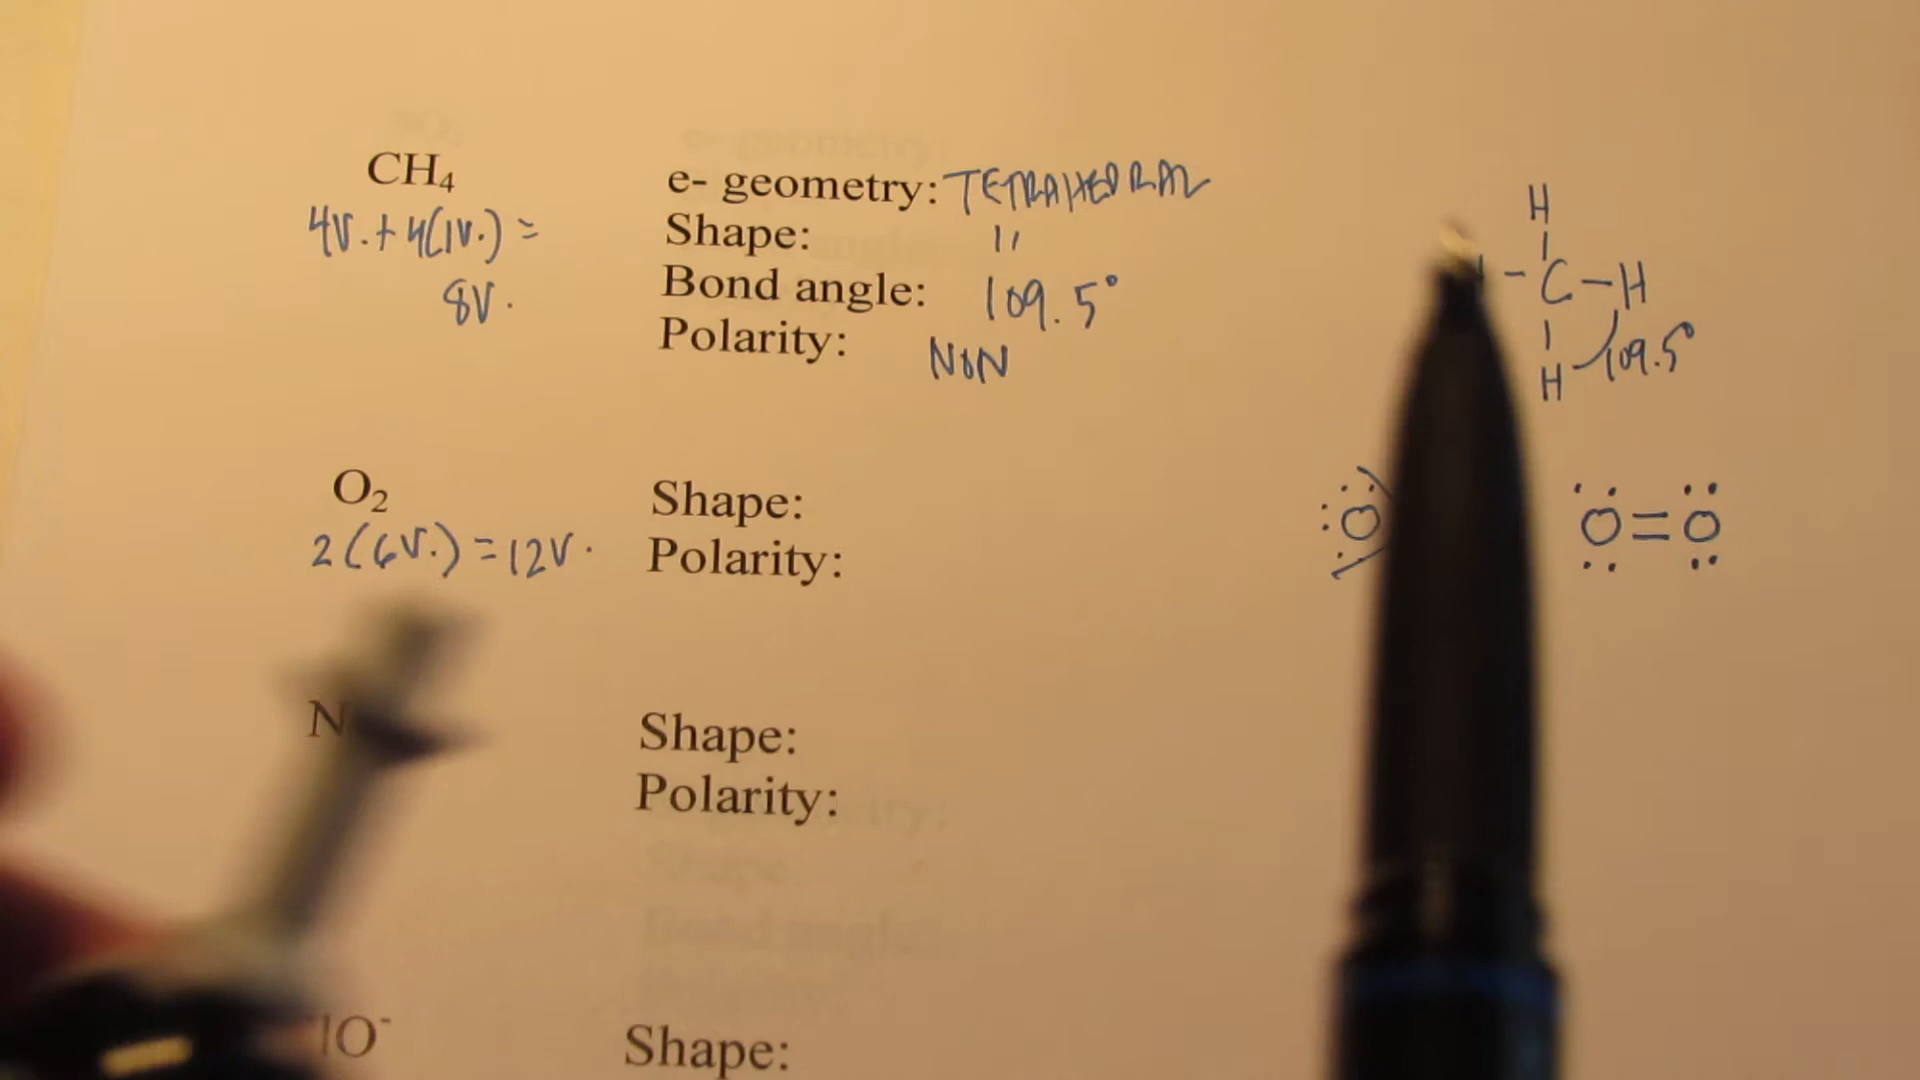 CH4 e- geometry: TETRAHEDRAL
4V. + 4(1V.) = Shape: 〃
8V. Bond angle: 109.5°
Polarity: NON
H
- C - H
H 109.5°
O2 Shape:
2(6V.) = 12V. Polarity:
:O O=O
N Shape:
Polarity:
lO- Shape: